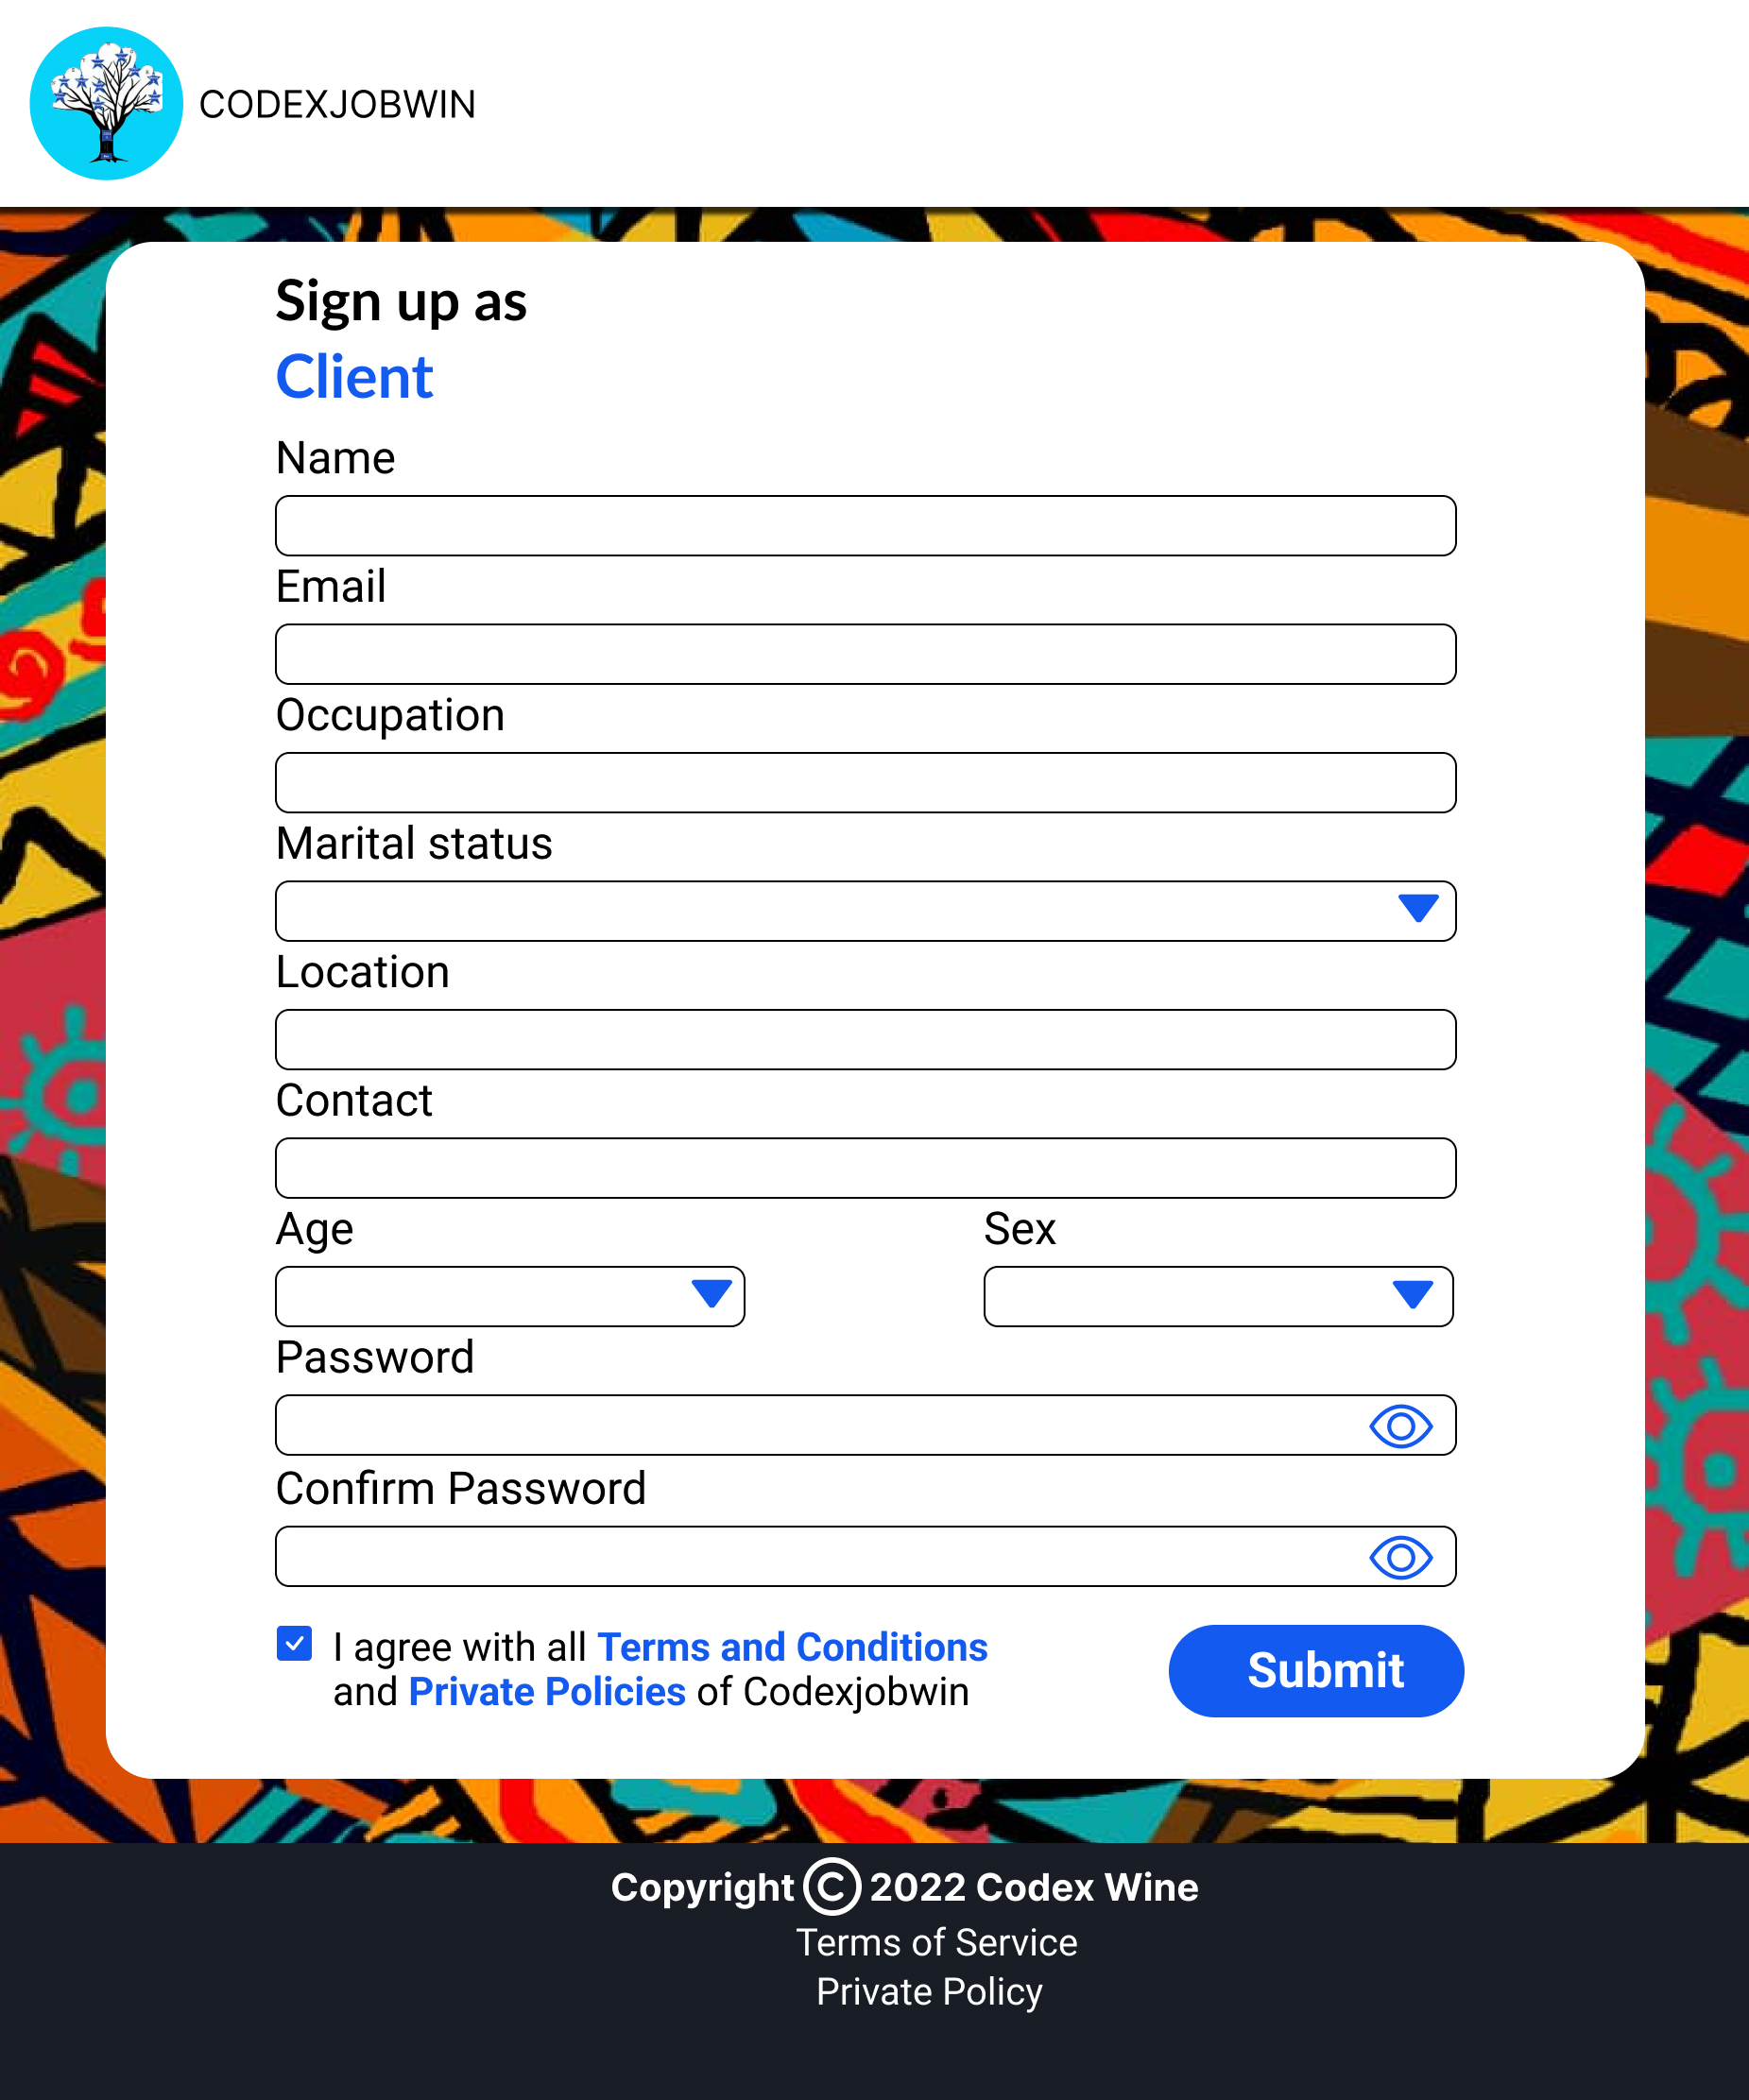 CODEXJOBWIN
Sign up as
Client
Name
Email
Occupation
Marital status
Location
Contact
Age
Sex
Password
Confirm Password
I agree with all Terms and Conditions
and Private Policies of Codexjobwin
Submit
Copyright © 2022 Codex Wine
Terms of Service
Private Policy